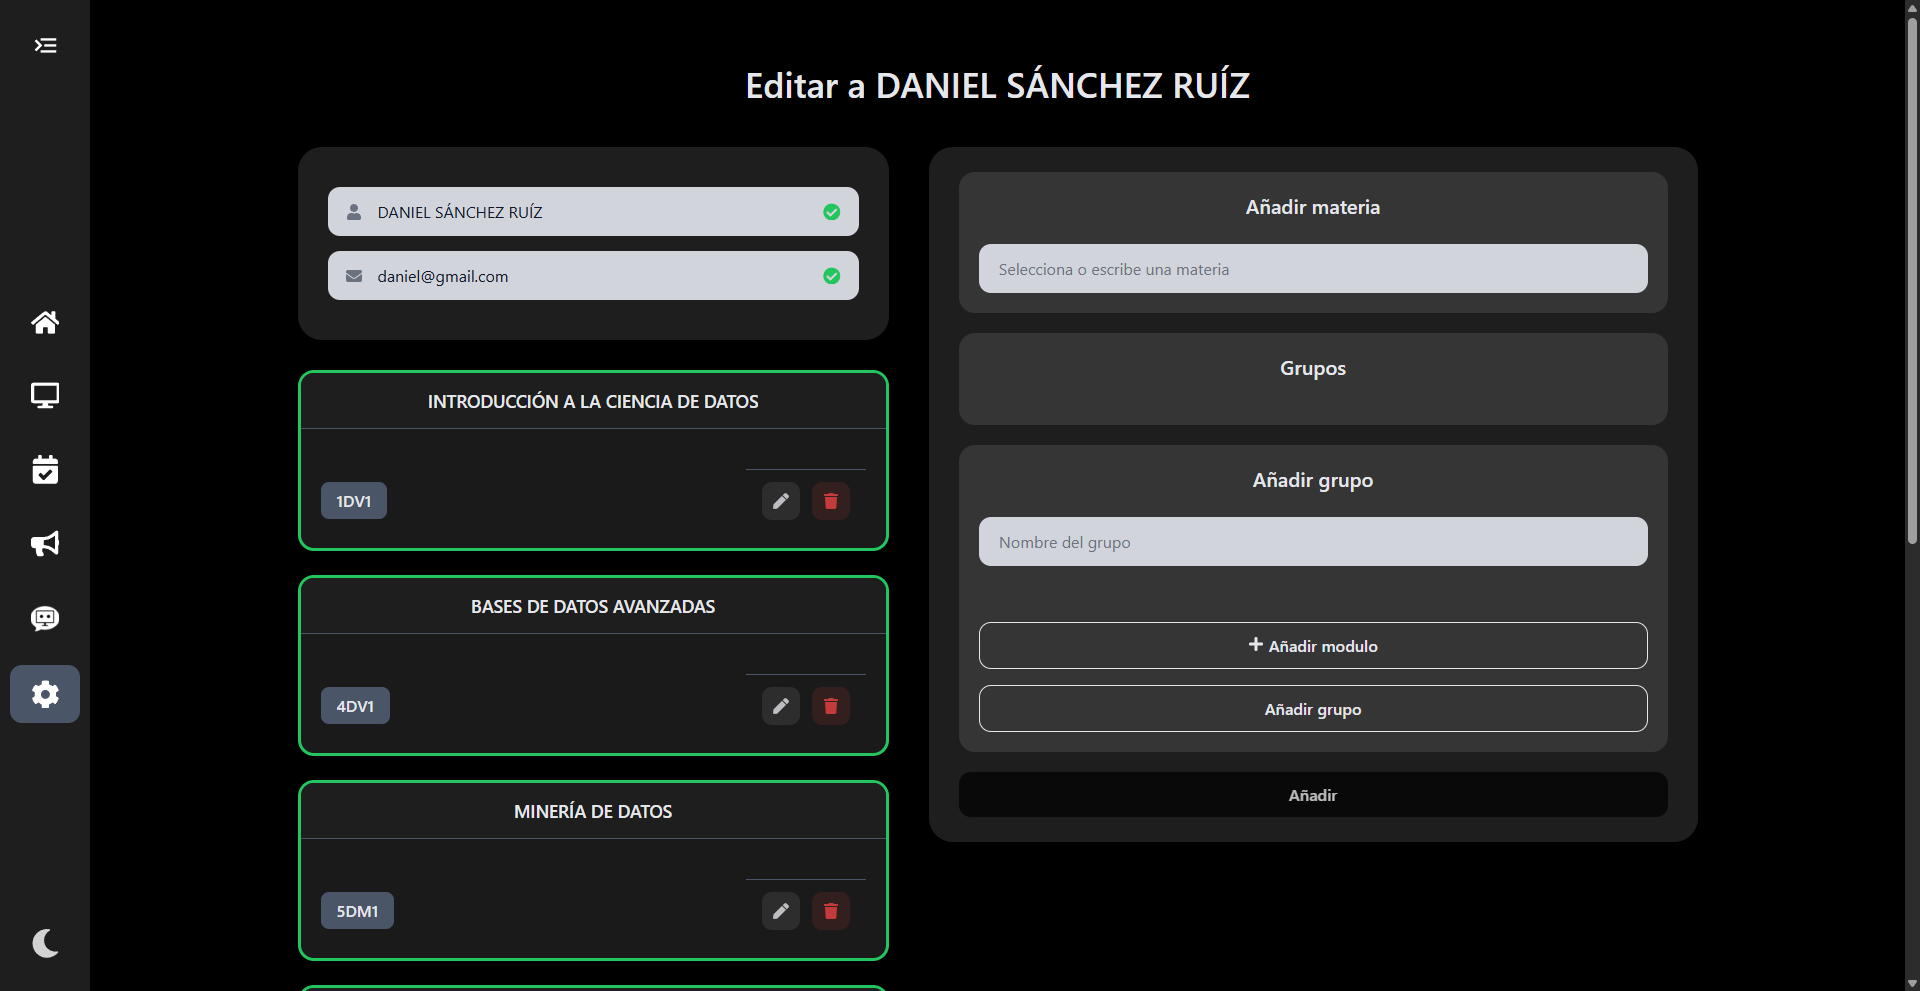 Editar a DANIEL SÁNCHEZ RUÍZ
DANIEL SÁNCHEZ RUÍZ
daniel@gmail.com
INTRODUCCIÓN A LA CIENCIA DE DATOS
1DV1
BASES DE DATOS AVANZADAS
4DV1
MINERÍA DE DATOS
5DM1
Añadir materia
Selecciona o escribe una materia
Grupos
Añadir grupo
Nombre del grupo
Añadir modulo
Añadir grupo
Añadir